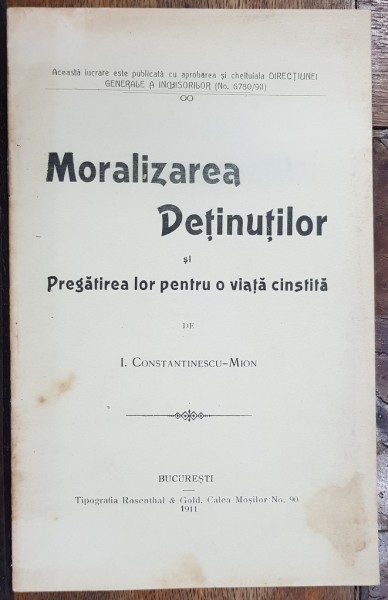 Această lucrare este publicată cu aprobarea și cheltuiala DIRECȚIUNEI
GENERALE A INCHISORILOR (No. 6780/911)
Moralizarea
Deținuților
și
Pregătirea lor pentru o viață cinstită
DE
I. CONSTANTINESCU-MION
BUCUREȘTI
Tipografia Rosenthal & Gold, Calea Moșilor No. 90
1911